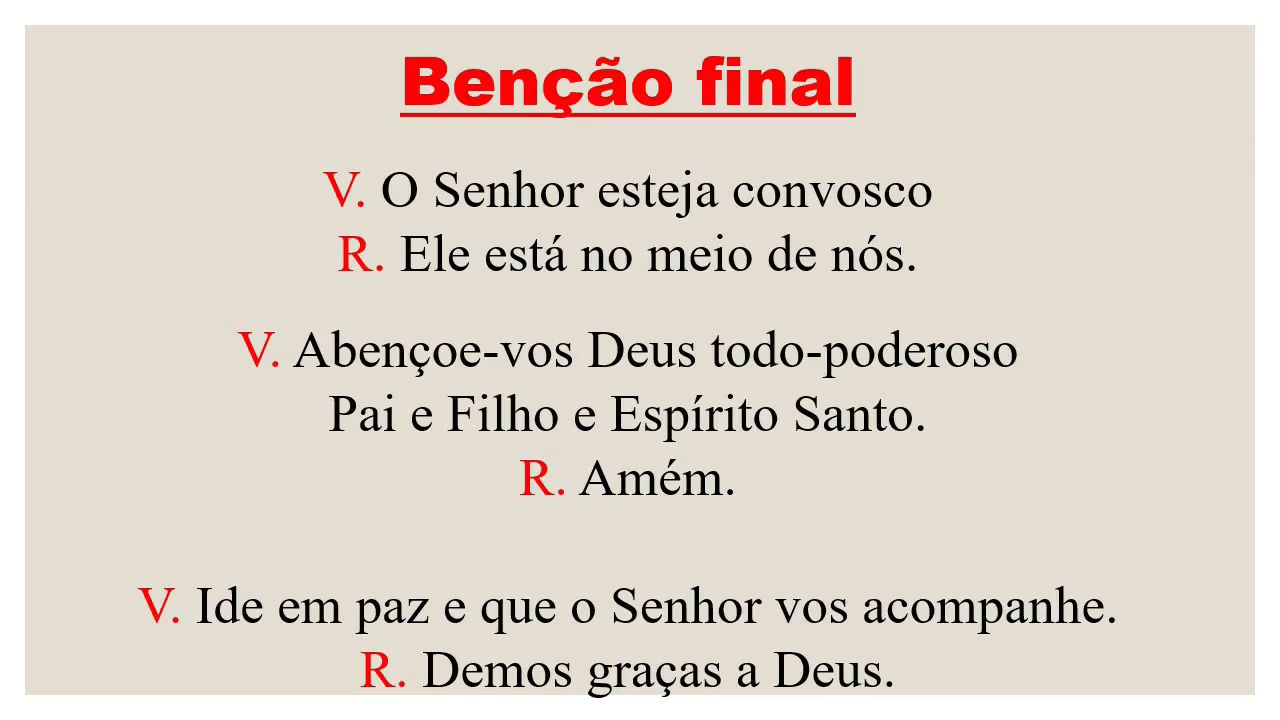 Benção final
V. O Senhor esteja convosco
R. Ele está no meio de nós.
V. Abençoe-vos Deus todo-poderoso
Pai e Filho e Espírito Santo.
R. Amém.
V. Ide em paz e que o Senhor vos acompanhe.
R. Demos graças a Deus.